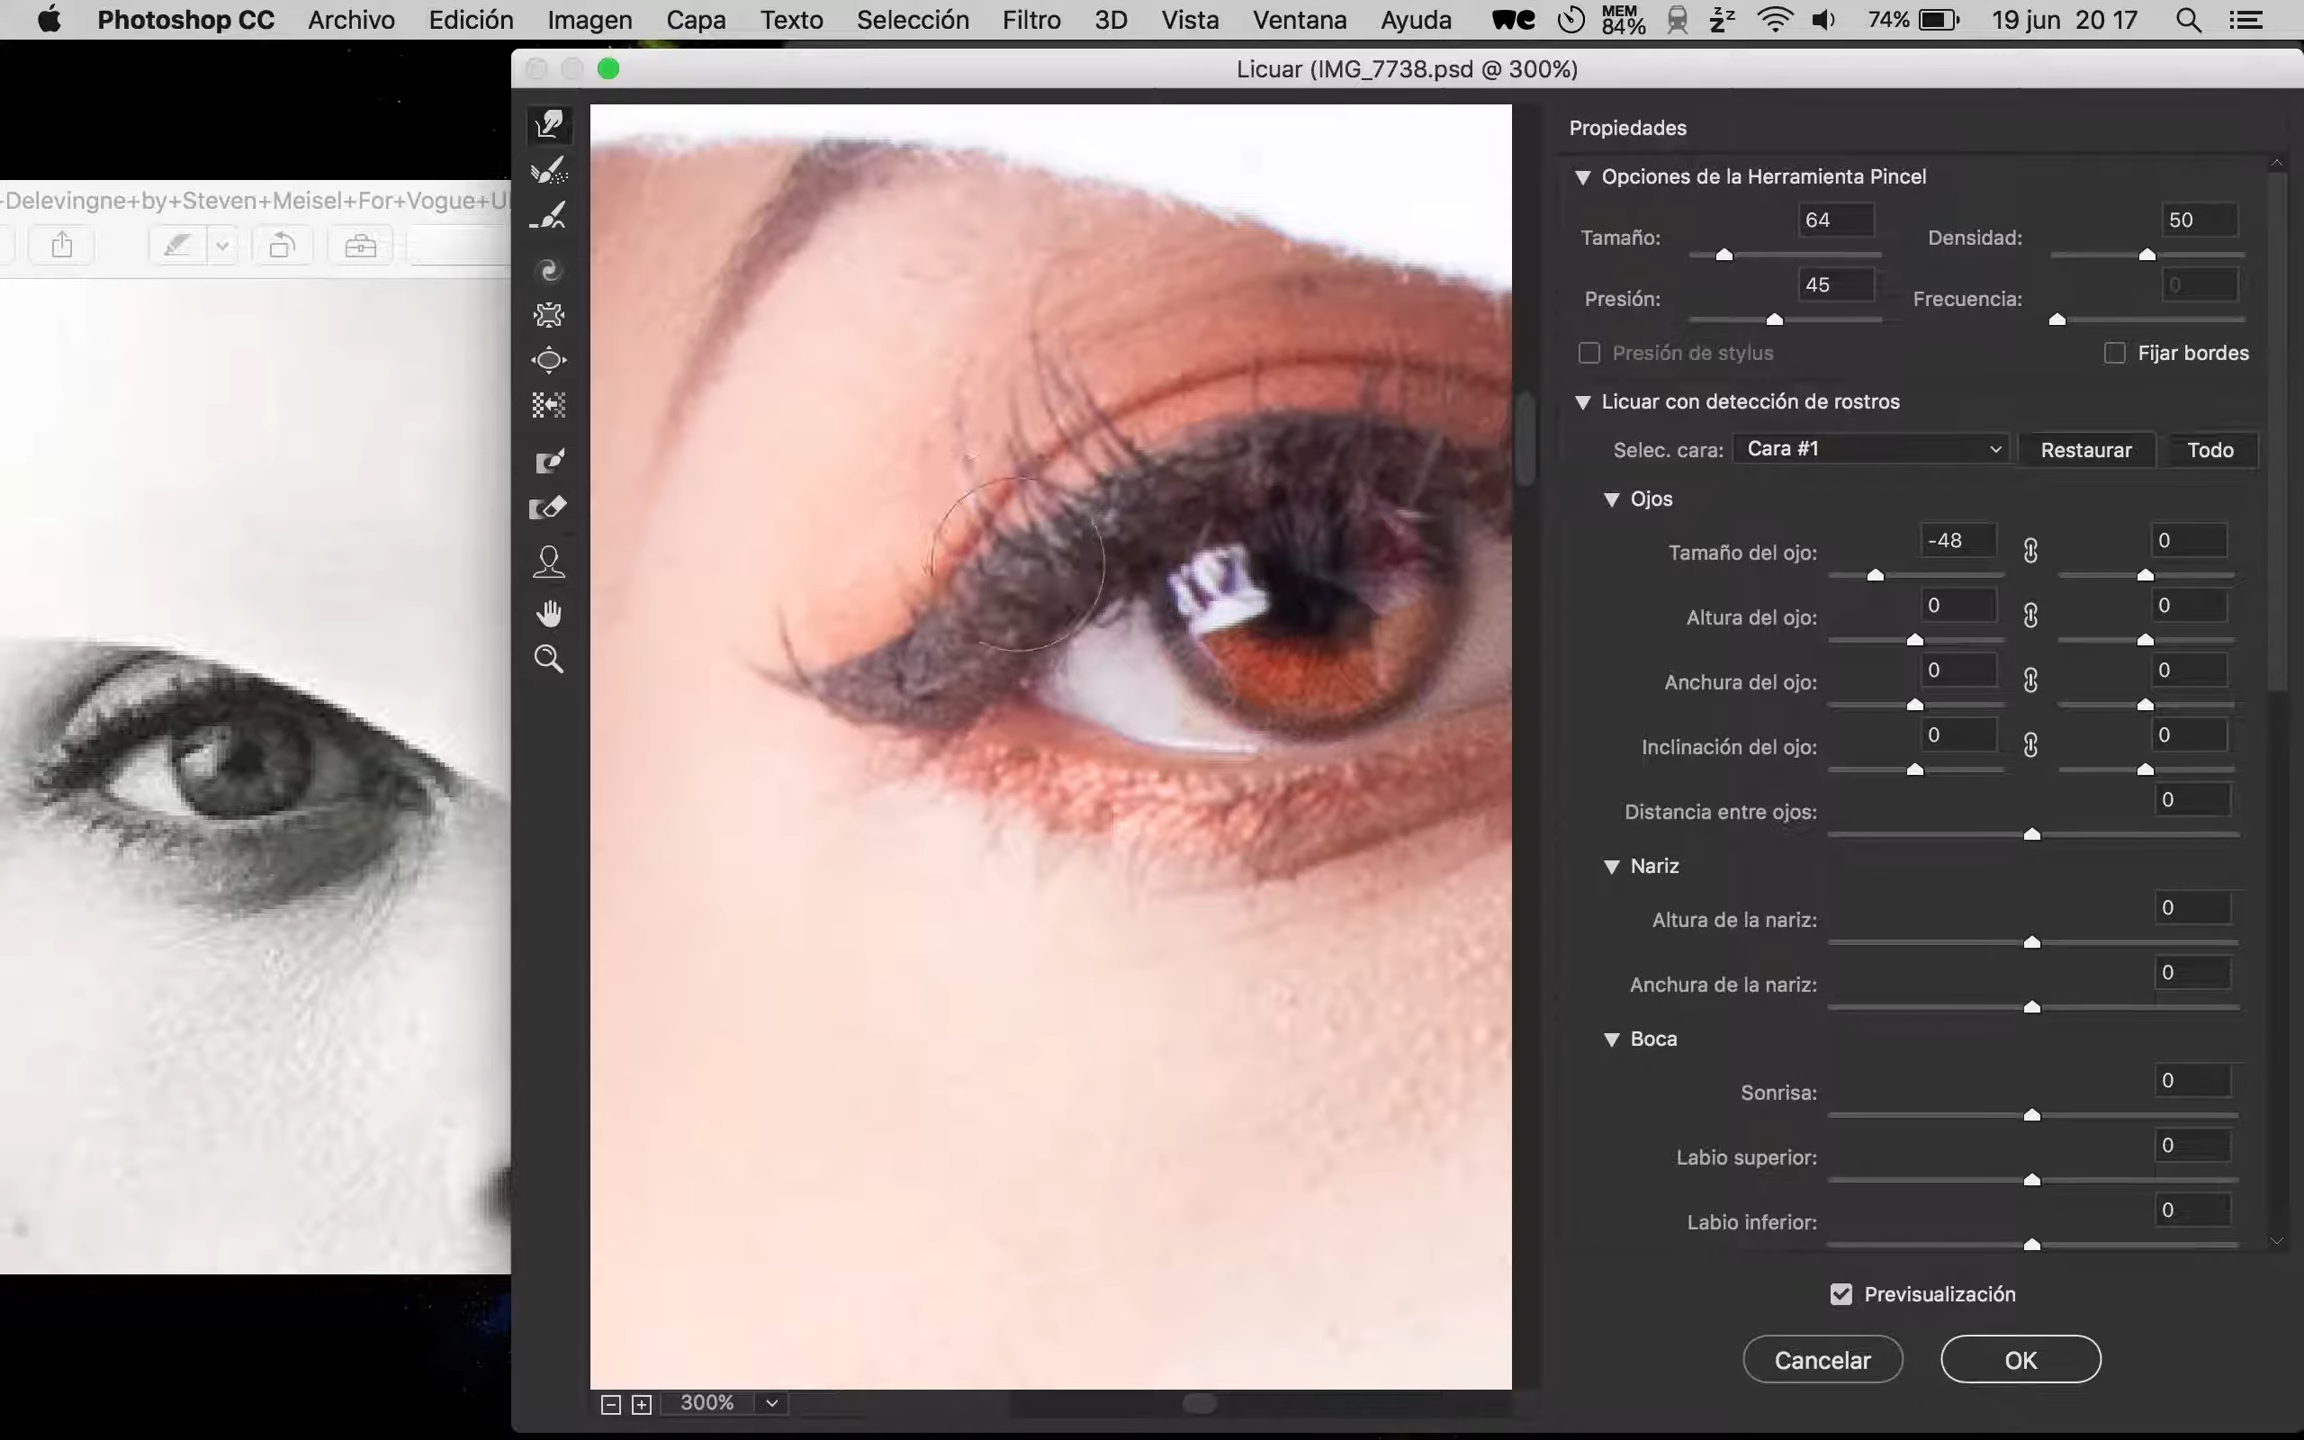 Photoshop CC Archivo Edición Imagen Capa Texto Selección Filtro 3D Vista Ventana Ayuda MEM 84% 74% 19 jun 20 17
Licuar (IMG_7738.psd @ 300%)
Delevingne+by+Steven+Meisel+For+Vogue+U
Propiedades
Opciones de la Herramienta Pincel
Tamaño: 64 Densidad: 50
Presión: 45 Frecuencia: 0
Presión de stylus Fijar bordes
Licuar con detección de rostros
Selec. cara: Cara #1 Restaurar Todo
Ojos
Tamaño del ojo: -48 0
Altura del ojo: 0 0
Anchura del ojo: 0 0
Inclinación del ojo: 0 0
Distancia entre ojos: 0
Nariz
Altura de la nariz: 0
Anchura de la nariz: 0
Boca
Sonrisa: 0
Labio superior: 0
Labio inferior: 0
Previsualización
Cancelar OK
300%